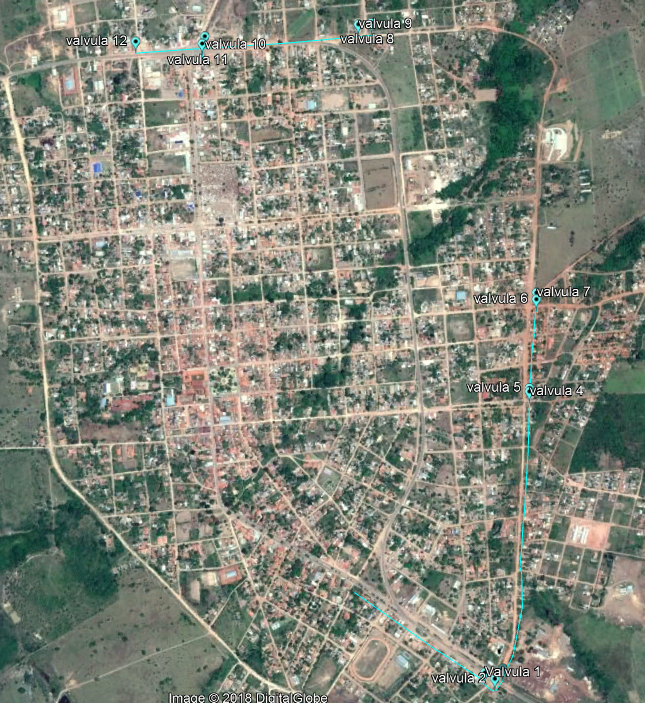 valvula 9
valvula 12
valvula 10
valvula 8
valvula 11
valvula 7
valvula 6
valvula 5
valvula 4
Valvula 1
valvula 2
Image © 2018 DigitalGlobe